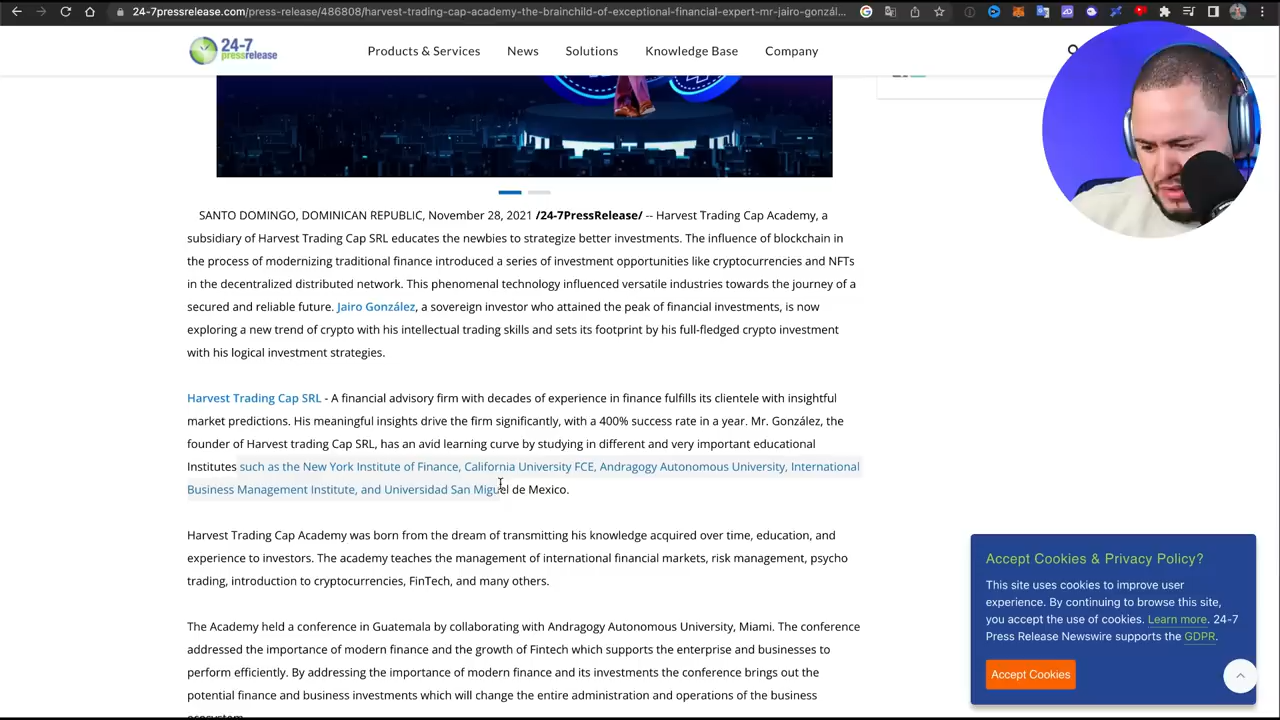 24-7pressrelease.com/press-release/486808/harvest-trading-cap-academy-the-brainchild-of-exceptional-financial-expert-mr-jairo-gonzál...
24-7
pressrelease
Products & Services
News
Solutions
Knowledge Base
Company
SANTO DOMINGO, DOMINICAN REPUBLIC, November 28, 2021 /24-7PressRelease/ -- Harvest Trading Cap Academy, a
subsidiary of Harvest Trading Cap SRL educates the newbies to strategize better investments. The influence of blockchain in
the process of modernizing traditional finance introduced a series of investment opportunities like cryptocurrencies and NFTs
in the decentralized distributed network. This phenomenal technology influenced versatile industries towards the journey of a
secured and reliable future. Jairo González, a sovereign investor who attained the peak of financial investments, is now
exploring a new trend of crypto with his intellectual trading skills and sets its footprint by his full-fledged crypto investment
with his logical investment strategies.
Harvest Trading Cap SRL - A financial advisory firm with decades of experience in finance fulfills its clientele with insightful
market predictions. His meaningful insights drive the firm significantly, with a 400% success rate in a year. Mr. González, the
founder of Harvest trading Cap SRL, has an avid learning curve by studying in different and very important educational
Institutes such as the New York Institute of Finance, California University FCE, Andragogy Autonomous University, International
Business Management Institute, and Universidad San Miguel de Mexico.
Harvest Trading Cap Academy was born from the dream of transmitting his knowledge acquired over time, education, and
experience to investors. The academy teaches the management of international financial markets, risk management, psycho
trading, introduction to cryptocurrencies, FinTech, and many others.
The Academy held a conference in Guatemala by collaborating with Andragogy Autonomous University, Miami. The conference
addressed the importance of modern finance and the growth of Fintech which supports the enterprise and businesses to
perform efficiently. By addressing the importance of modern finance and its investments the conference brings out the
potential finance and business investments which will change the entire administration and operations of the business
ecosystem.
Accept Cookies & Privacy Policy?
This site uses cookies to improve user
experience. By continuing to browse this site,
you accept the use of cookies. Learn more. 24-7
Press Release Newswire supports the GDPR.
Accept Cookies